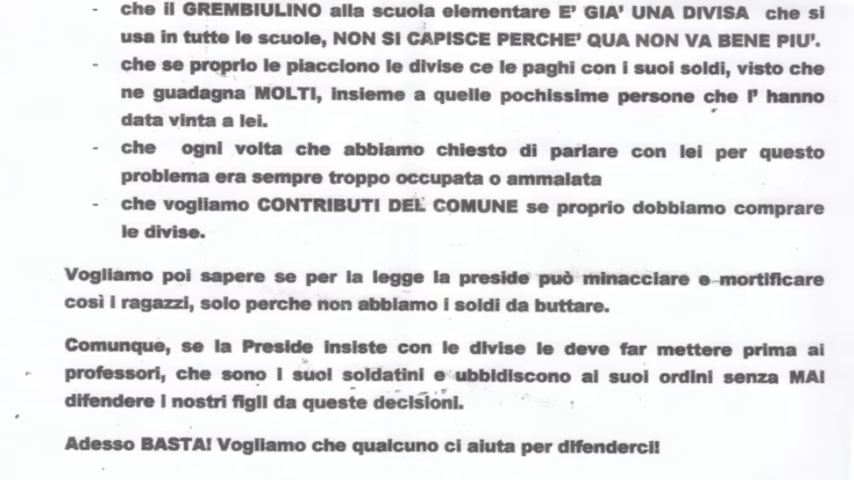 - che il GREMBIULINO alla scuola elementare E' GIA' UNA DIVISA che si
usa in tutte le scuole, NON SI CAPISCE PERCHE' QUA NON VA BENE PIU'.
- che se proprio le piacciono le divise ce le paghi con i suoi soldi, visto che
ne guadagna MOLTI, insieme a quelle pochissime persone che l' hanno
data vinta a lei.
- che ogni volta che abbiamo chiesto di parlare con lei per questo
problema era sempre troppo occupata o ammalata
- che vogliamo CONTRIBUTI DEL COMUNE se proprio dobbiamo comprare
le divise.
Vogliamo poi sapere se per la legge la preside può minacciare e mortificare
così i ragazzi, solo perche non abbiamo i soldi da buttare.
Comunque, se la Preside insiste con le divise le deve far mettere prima ai
professori, che sono i suoi soldatini e ubbidiscono ai suoi ordini senza MAI
difendere i nostri figli da queste decisioni.
Adesso BASTA! Vogliamo che qualcuno ci aiuta per difenderci!